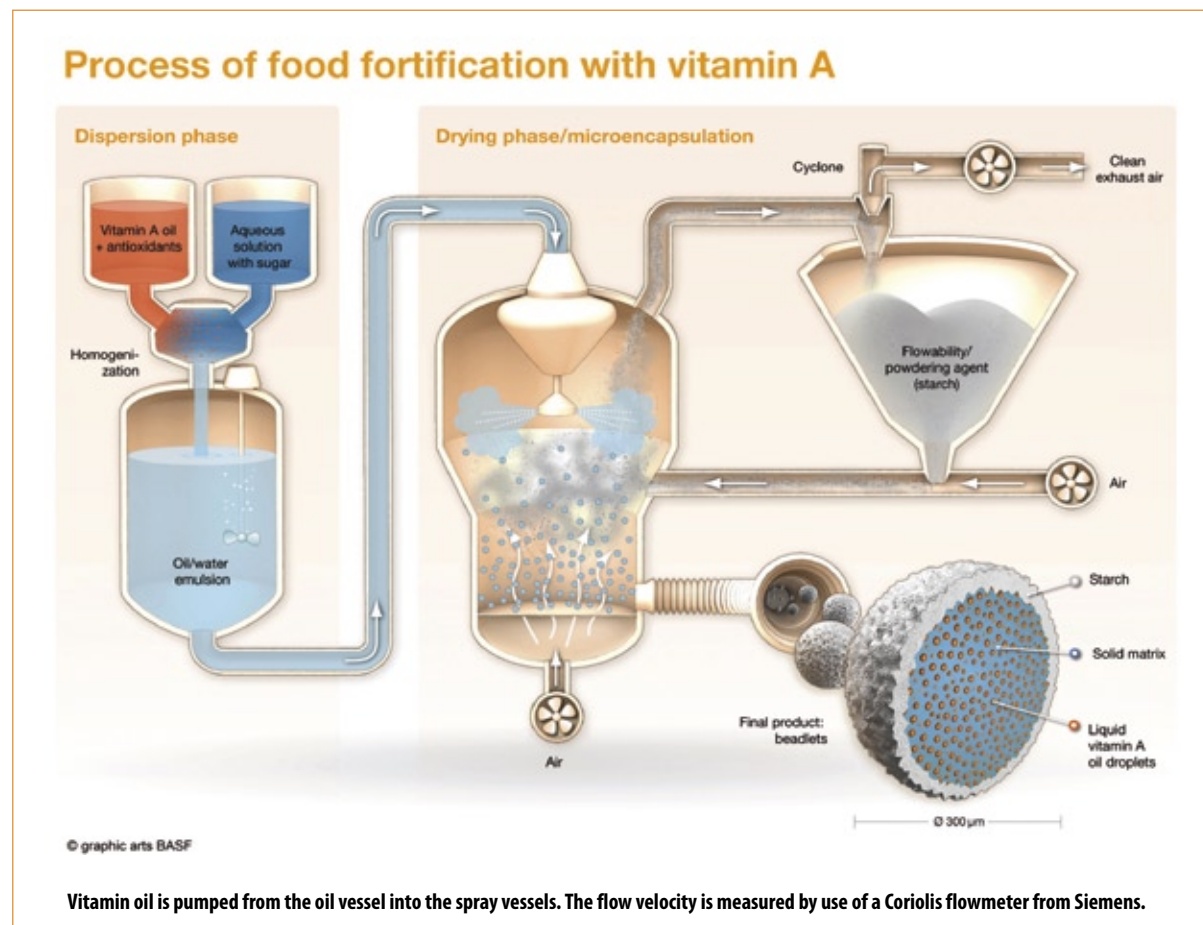 Process of food fortification with vitamin A
Dispersion phase
Drying phase/microencapsulation
Vitamin A oil
+ antioxidants
Aqueous
solution
with sugar
Homogeni-
zation
Oil/water
emulsion
Cyclone
Clean
exhaust air
Flowability/
powdering agent
(starch)
Air
Air
Final product:
beadlets
Starch
Solid matrix
Liquid
vitamin A
oil droplets
Ø 300 µm
© graphic arts BASF
Vitamin oil is pumped from the oil vessel into the spray vessels. The flow velocity is measured by use of a Coriolis flowmeter from Siemens.